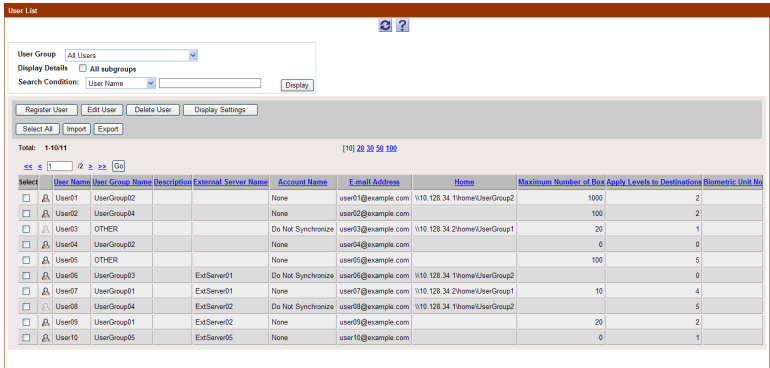 User List
?
User Group All Users
Display Details All subgroups
Search Condition: User Name Display
Register User Edit User Delete User Display Settings
Select All Import Export
Total: 1-10/11 [10] 20 30 50 100
<< < 1 /2 > >> Go
Select User Name User Group Name Description External Server Name Account Name E-mail Address Home Maximum Number of Box Apply Levels to Destinations Biometric Unit No
User01 UserGroup02 None user01@example.com \\10.128.34.1\home\UserGroup2 1000 2
User02 UserGroup04 None user02@example.com 100 2
User03 OTHER Do Not Synchronize user03@example.com \\10.128.34.2\home\UserGroup1 20 1
User04 UserGroup02 None user04@example.com 0 0
User05 OTHER None user05@example.com 100 5
User06 UserGroup03 ExtServer01 Do Not Synchronize user06@example.com \\10.128.34.1\home\UserGroup2 0
User07 UserGroup01 ExtServer01 None user07@example.com \\10.128.34.2\home\UserGroup1 10 4
User08 UserGroup04 ExtServer02 Do Not Synchronize user08@example.com \\10.128.34.1\home\UserGroup2 5
User09 UserGroup01 ExtServer02 None user09@example.com 20 2
User10 UserGroup05 ExtServer05 None user10@example.com 0 1